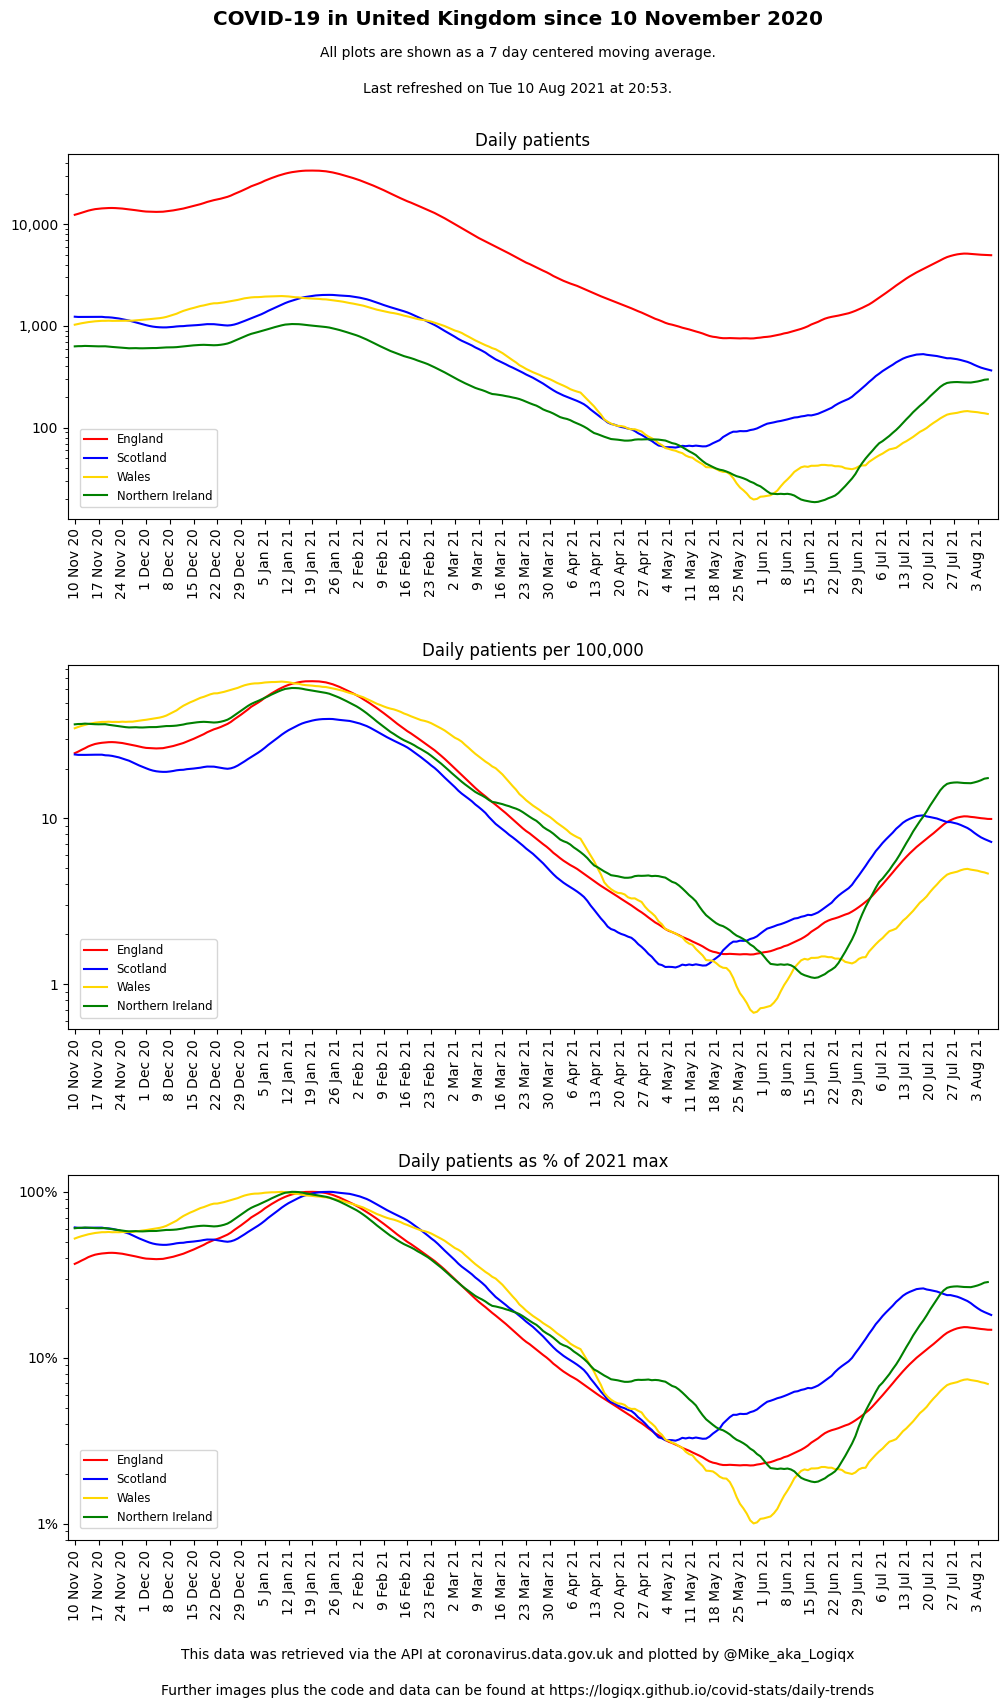 COVID-19 in United Kingdom since 10 November 2020
All plots are shown as a 7 day centered moving average.
Last refreshed on Tue 10 Aug 2021 at 20:53.
Daily patients
10,000
1,000
100
England
Scotland
Wales
Northern Ireland
10 Nov 20
17 Nov 20
24 Nov 20
1 Dec 20
8 Dec 20
15 Dec 20
22 Dec 20
29 Dec 20
5 Jan 21
12 Jan 21
19 Jan 21
26 Jan 21
2 Feb 21
9 Feb 21
16 Feb 21
23 Feb 21
2 Mar 21
9 Mar 21
16 Mar 21
23 Mar 21
30 Mar 21
6 Apr 21
13 Apr 21
20 Apr 21
27 Apr 21
4 May 21
11 May 21
18 May 21
25 May 21
1 Jun 21
8 Jun 21
15 Jun 21
22 Jun 21
29 Jun 21
6 Jul 21
13 Jul 21
20 Jul 21
27 Jul 21
3 Aug 21
Daily patients per 100,000
10
1
England
Scotland
Wales
Northern Ireland
10 Nov 20
17 Nov 20
24 Nov 20
1 Dec 20
8 Dec 20
15 Dec 20
22 Dec 20
29 Dec 20
5 Jan 21
12 Jan 21
19 Jan 21
26 Jan 21
2 Feb 21
9 Feb 21
16 Feb 21
23 Feb 21
2 Mar 21
9 Mar 21
16 Mar 21
23 Mar 21
30 Mar 21
6 Apr 21
13 Apr 21
20 Apr 21
27 Apr 21
4 May 21
11 May 21
18 May 21
25 May 21
1 Jun 21
8 Jun 21
15 Jun 21
22 Jun 21
29 Jun 21
6 Jul 21
13 Jul 21
20 Jul 21
27 Jul 21
3 Aug 21
Daily patients as % of 2021 max
100%
10%
1%
England
Scotland
Wales
Northern Ireland
10 Nov 20
17 Nov 20
24 Nov 20
1 Dec 20
8 Dec 20
15 Dec 20
22 Dec 20
29 Dec 20
5 Jan 21
12 Jan 21
19 Jan 21
26 Jan 21
2 Feb 21
9 Feb 21
16 Feb 21
23 Feb 21
2 Mar 21
9 Mar 21
16 Mar 21
23 Mar 21
30 Mar 21
6 Apr 21
13 Apr 21
20 Apr 21
27 Apr 21
4 May 21
11 May 21
18 May 21
25 May 21
1 Jun 21
8 Jun 21
15 Jun 21
22 Jun 21
29 Jun 21
6 Jul 21
13 Jul 21
20 Jul 21
27 Jul 21
3 Aug 21
This data was retrieved via the API at coronavirus.data.gov.uk and plotted by @Mike_aka_Logiqx
Further images plus the code and data can be found at https://logiqx.github.io/covid-stats/daily-trends